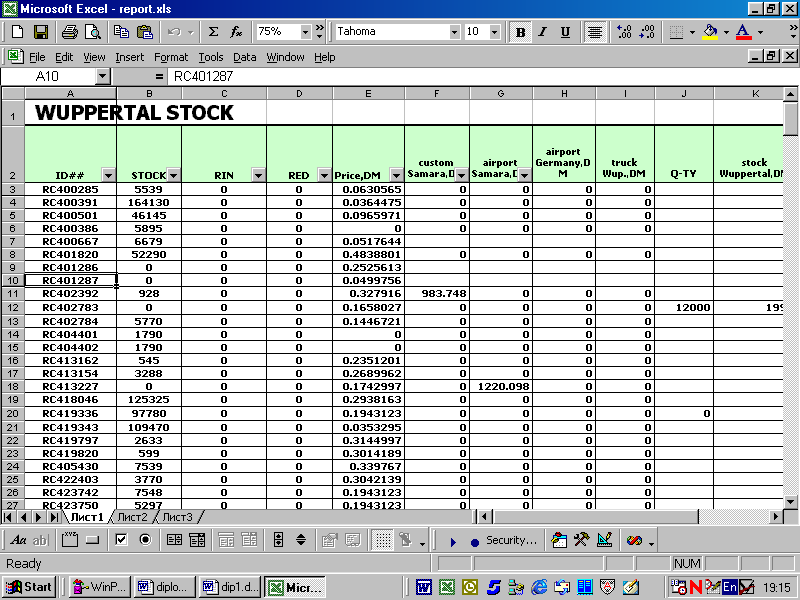 Microsoft Excel - report.xls
75% Tahoma 10 B I U
File Edit View Insert Format Tools Data Window Help
A10 = RC401287
A B C D E F G H I J K
1 WUPPERTAL STOCK
2 ID## STOCK RIN RED Price,DM custom Samara,D airport Samara,D airport Germany,DM truck Wup.,DM Q-TY stock Wuppertal,DM
3 RC400285 5539 0 0 0.0630565 0 0 0 0
4 RC400391 164130 0 0 0.0364475 0 0 0 0
5 RC400501 46145 0 0 0.0965971 0 0 0 0
6 RC400386 5895 0 0 0 0 0 0 0
7 RC400667 6679 0 0 0.0517644
8 RC401820 52290 0 0 0.4838801 0 0 0 0
9 RC401286 0 0 0 0.2525613
10 RC401287 0 0 0 0.0499756
11 RC402392 928 0 0 0.327916 983.748 0 0 0
12 RC402783 0 0 0 0.1658027 0 0 0 0 12000 199
13 RC402784 5770 0 0 0.1446721 0 0 0 0
14 RC404401 1790 0 0 0 0 0 0 0
15 RC404402 1790 0 0 0 0 0 0 0
16 RC413162 545 0 0 0.2351201 0 0 0 0
17 RC413154 3288 0 0 0.2689962 0 0 0 0
18 RC413227 0 0 0 0.1742997 0 1220.098 0 0
19 RC418046 125325 0 0 0.2938163 0 0 0 0
20 RC419336 97780 0 0 0.1943123 0 0 0 0 0
21 RC419343 109470 0 0 0.0353295 0 0 0 0
22 RC419797 2633 0 0 0.3144997 0 0 0 0
23 RC419820 599 0 0 0.3014189 0 0 0 0
24 RC405430 7539 0 0 0.339767 0 0 0 0
25 RC422403 3770 0 0 0.3042139 0 0 0 0
26 RC423742 7548 0 0 0.1943123 0 0 0 0
27 RC423750 5297 0 0 0.1943123 0 0 0 0
Лист1 Лист2 Лист3
Aa ab| Security...
Ready NUM
Start WinP... diplo... dip1.d... Micr... En 19:15